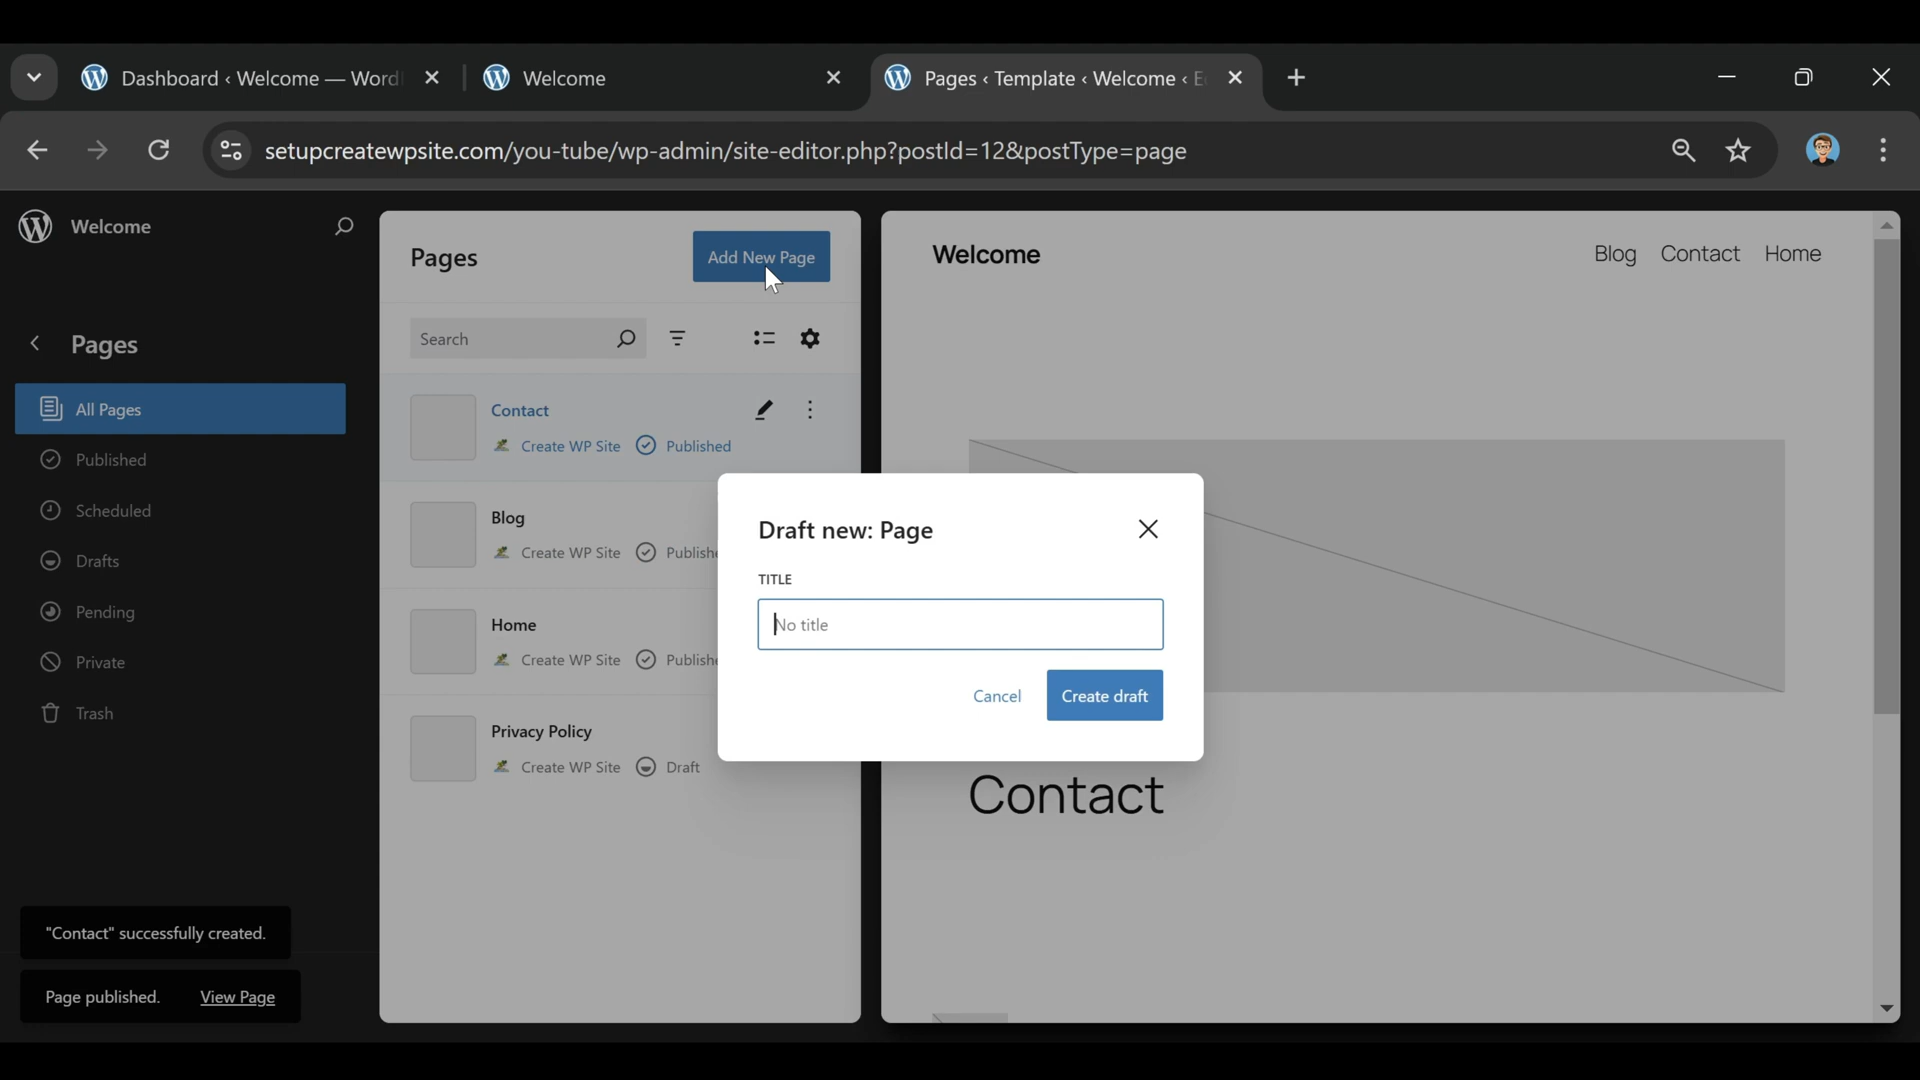 Dashboard ‹ Welcome — Word
Welcome
Pages ‹ Template ‹ Welcome ‹ E
setupcreatewpsite.com/you-tube/wp-admin/site-editor.php?postId=12&postType=page
Welcome
Pages
All Pages
Published
Scheduled
Drafts
Pending
Private
Trash
"Contact" successfully created.
Page published. View Page
Pages
Add New Page
Search
Contact
Create WP Site Published
Blog
Create WP Site Publishe
Home
Create WP Site Publishe
Privacy Policy
Create WP Site Draft
Draft new: Page
TITLE
No title
Cancel Create draft
Welcome
Blog Contact Home
Contact